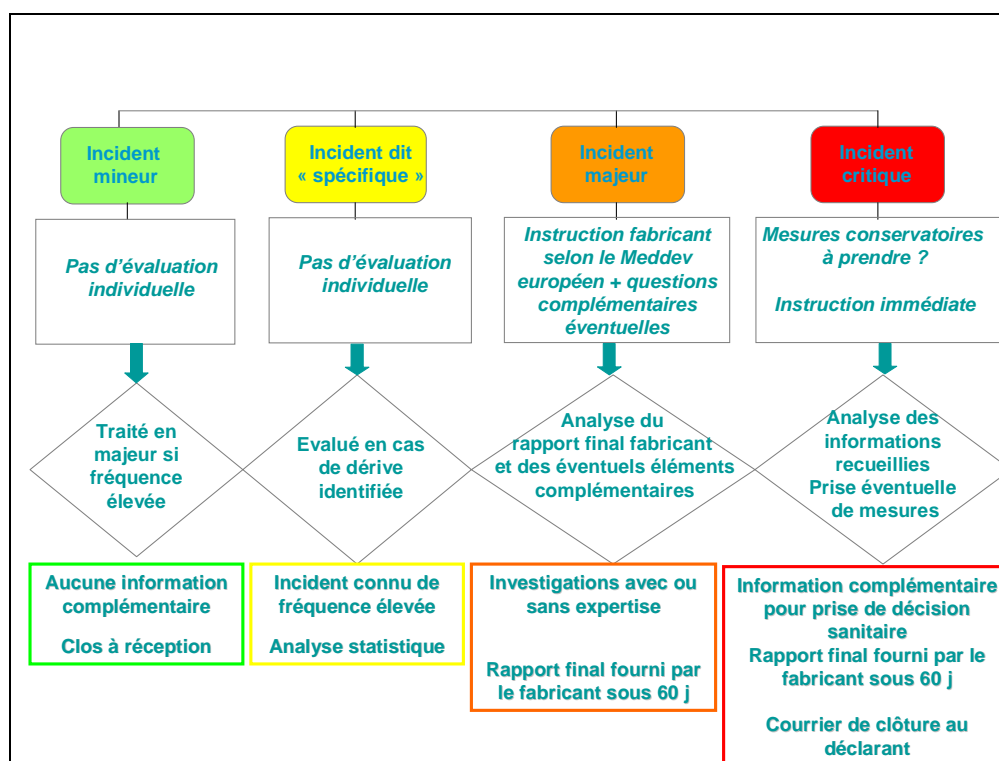 Incident
mineur
Incident dit
« spécifique »
Incident
majeur
Incident
critique
Pas d'évaluation
individuelle
Pas d'évaluation
individuelle
Instruction fabricant
selon le Meddev
européen + questions
complémentaires
éventuelles
Mesures conservatoires
à prendre ?
Instruction immédiate
Traité en
majeur si
fréquence
élevée
Evalué en cas
de dérive
identifiée
Analyse du
rapport final fabricant
et des éventuels éléments
complémentaires
Analyse des
informations
recueillies
Prise éventuelle
de mesures
Aucune information
complémentaire
Clos à réception
Incident connu de
fréquence élevée
Analyse statistique
Investigations avec ou
sans expertise
Rapport final fourni par
le fabricant sous 60 j
Information complémentaire
pour prise de décision
sanitaire
Rapport final fourni par le
fabricant sous 60 j
Courrier de clôture au
déclarant